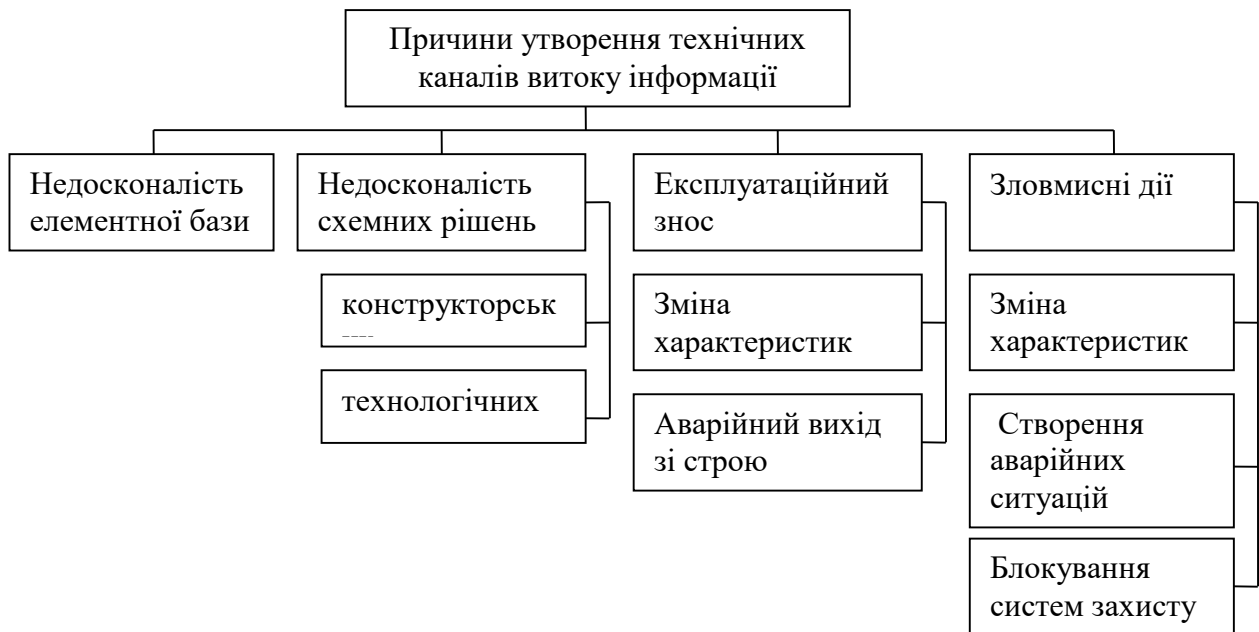 Причини утворення технічних
каналів витоку інформації
Недосконалість
елементної бази
Недосконалість
схемних рішень
конструкторськ
технологічних
Експлуатаційний
знос
Зміна
характеристик
Аварійний вихід
зі строю
Зловмисні дії
Зміна
характеристик
Створення
аварійних
ситуацій
Блокування
систем захисту